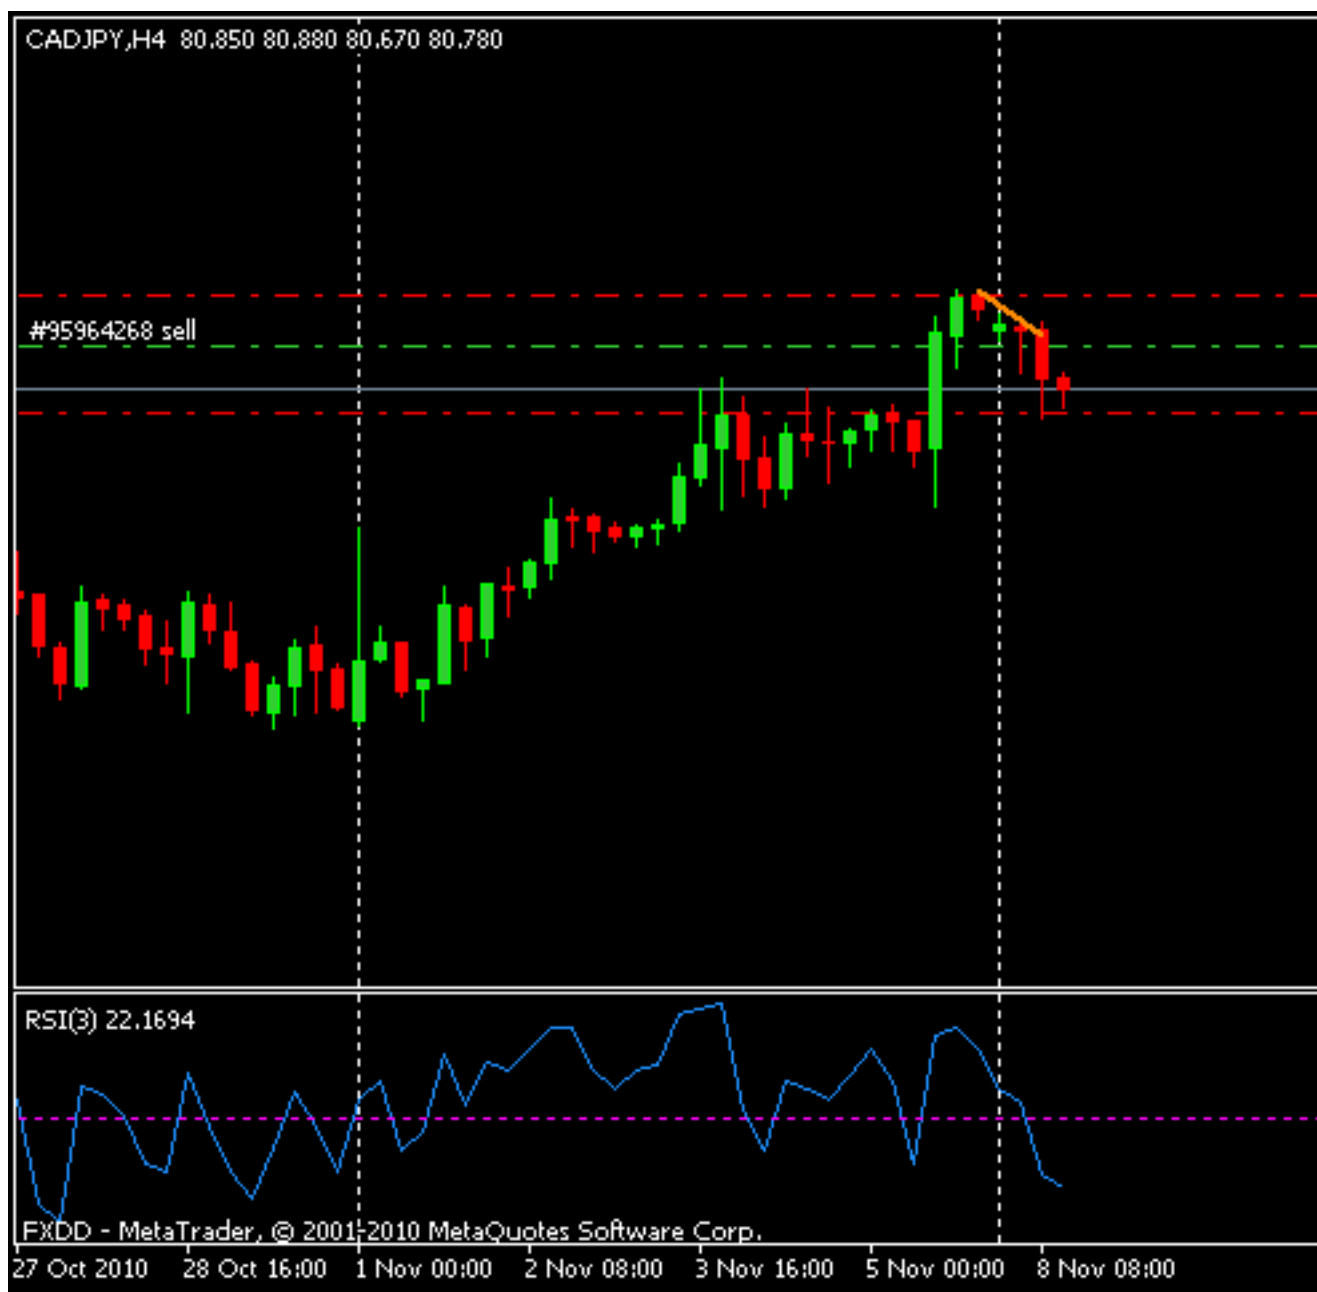 CADJPY,H4 80.850 80.880 80.670 80.780
#95964268 sell
RSI(3) 22.1694
FXDD - MetaTrader, © 2001-2010 MetaQuotes Software Corp.
27 Oct 2010 28 Oct 16:00 1 Nov 00:00 2 Nov 08:00 3 Nov 16:00 5 Nov 00:00 8 Nov 08:00